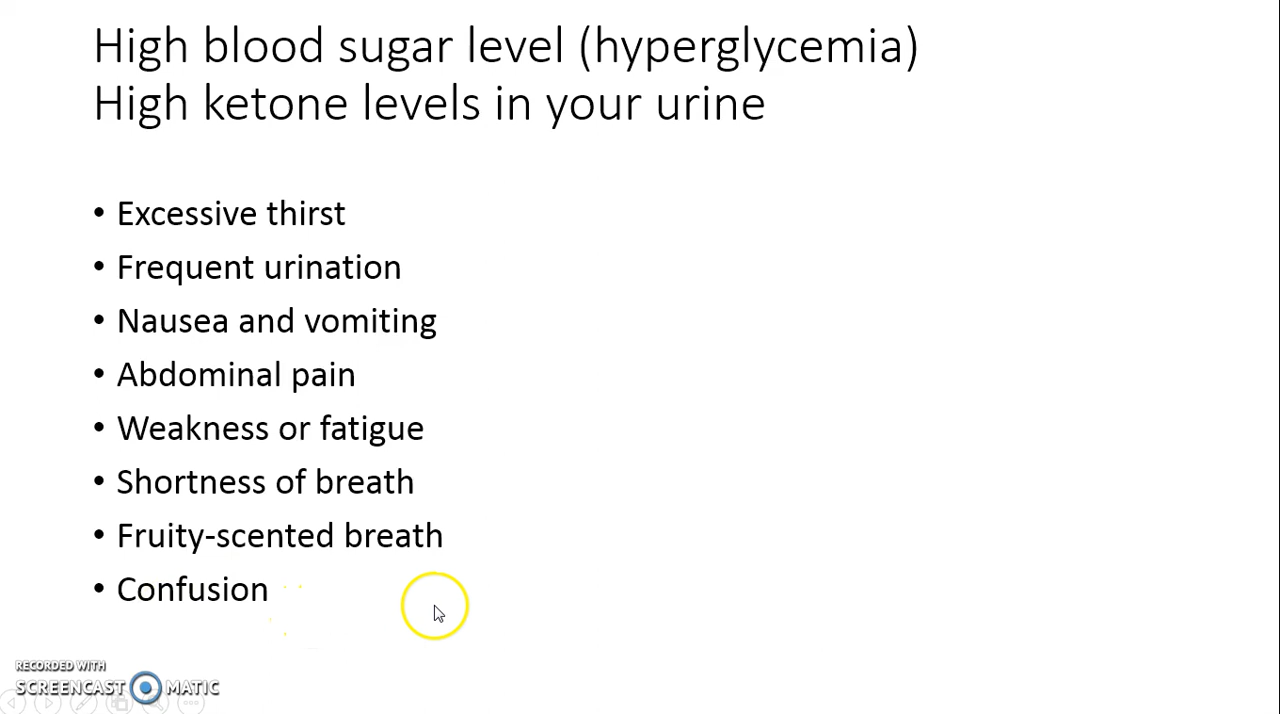 High blood sugar level (hyperglycemia)
High ketone levels in your urine
• Excessive thirst
• Frequent urination
• Nausea and vomiting
• Abdominal pain
• Weakness or fatigue
• Shortness of breath
• Fruity-scented breath
• Confusion
RECORDED WITH
SCREENCAST MATIC